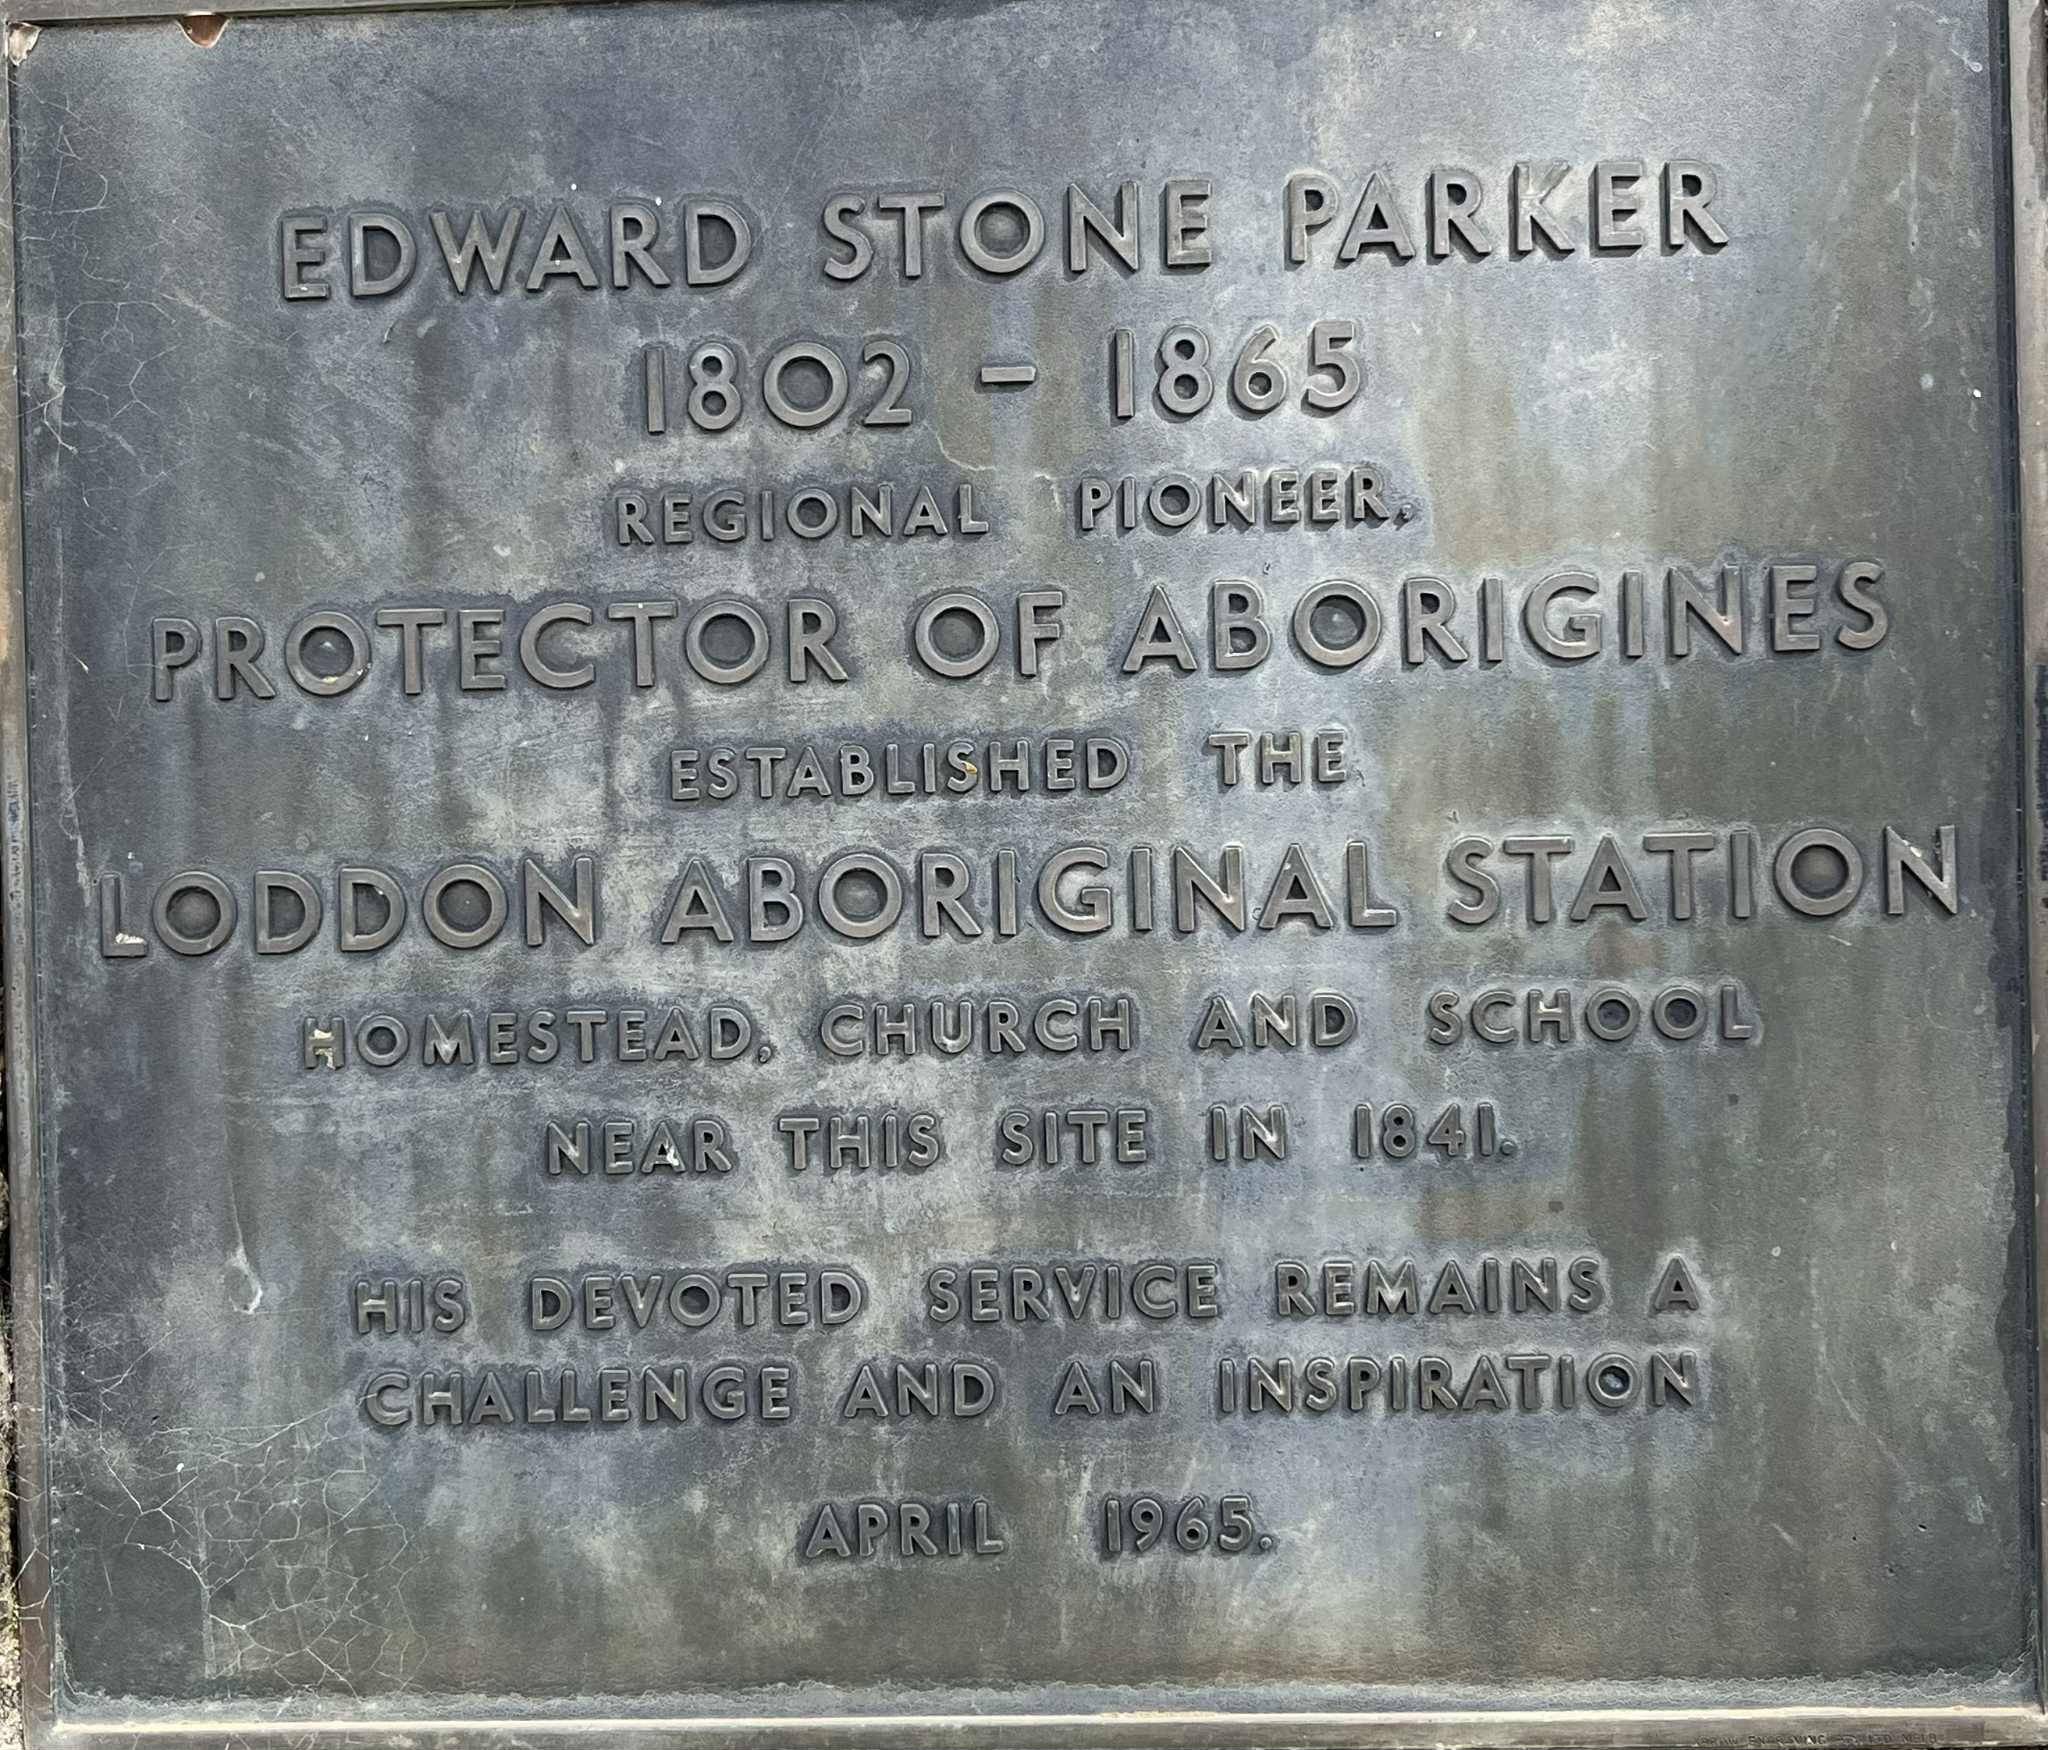 EDWARD STONE PARKER
1802 – 1865
REGIONAL PIONEER,
PROTECTOR OF ABORIGINES
ESTABLISHED THE
LODDON ABORIGINAL STATION
HOMESTEAD, CHURCH AND SCHOOL
NEAR THIS SITE IN 1841.
HIS DEVOTED SERVICE REMAINS A
CHALLENGE AND AN INSPIRATION
APRIL 1965.
ENGRAVING